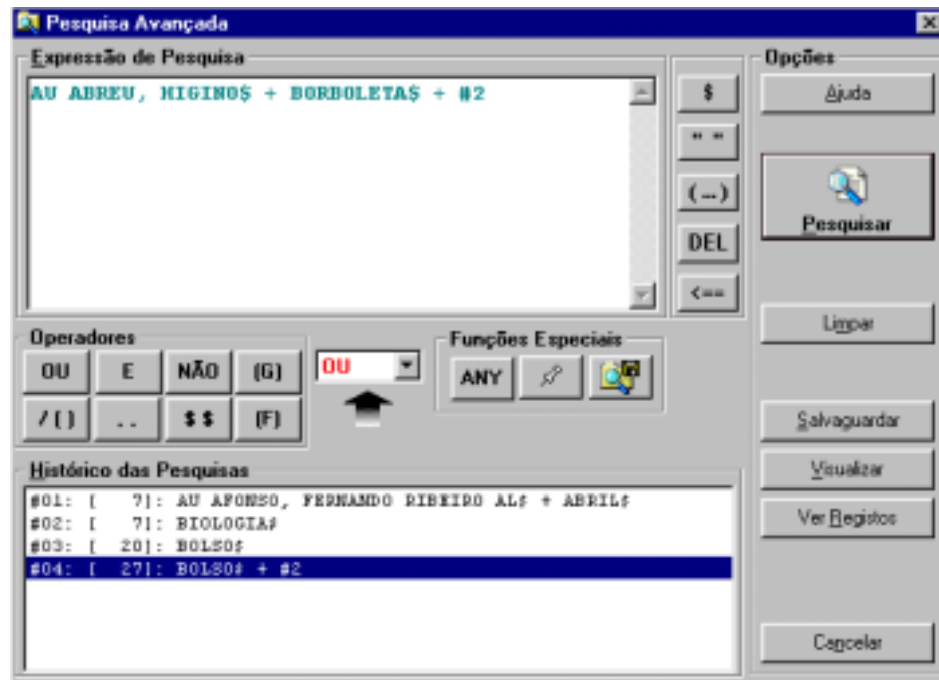 Pesquisa Avançada
Expressão de Pesquisa
AU ABREU, HIGINO$ + BORBOLETA$ + #2
$
" "
(...)
DEL
<==
Opções
Ajuda
Pesquisar
Limpar
Salvaguardar
Visualizar
Ver Registos
Cancelar
Operadores
OU E NÃO (G)
/() .. $$ (F)
OU
Funções Especiais
ANY
Histórico das Pesquisas
#01: [ 7]: AU AFONSO, FERNANDO RIBEIRO AL$ + ABRIL$
#02: [ 7]: BIOLOGIA$
#03: [ 20]: BOLSO$
#04: [ 27]: BOLSO$ + #2